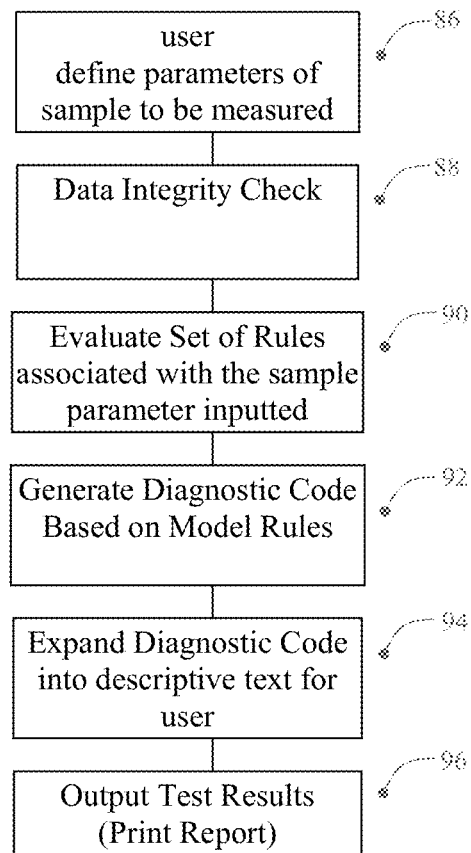 user
define parameters of
sample to be measured
86
Data Integrity Check
88
Evaluate Set of Rules
associated with the sample
parameter inputted
90
Generate Diagnostic Code
Based on Model Rules
92
Expand Diagnostic Code
into descriptive text for
user
94
Output Test Results
(Print Report)
96